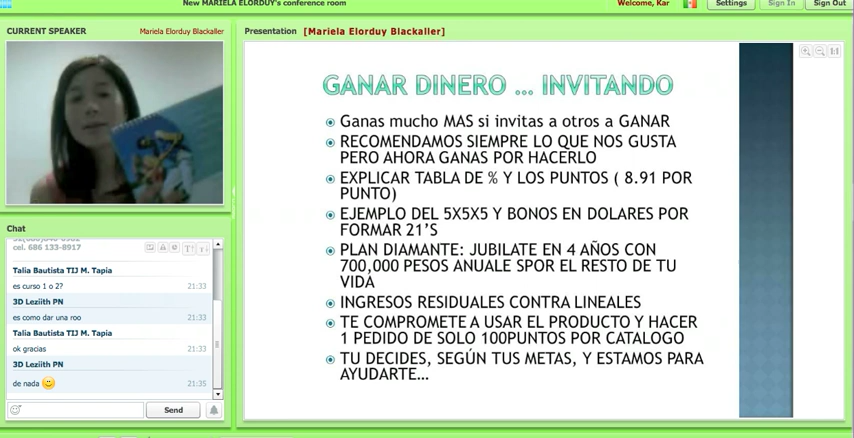 New MARIELA ELORDUY's conference room
Welcome, Kar
Settings
Sign In
Sign Out
CURRENT SPEAKER
Mariela Elorduy Blackaller
Presentation
[Mariela Elorduy Blackaller]
1:1
GANAR DINERO ... INVITANDO
Ganas mucho MAS si invitas a otros a GANAR
RECOMENDAMOS SIEMPRE LO QUE NOS GUSTA
PERO AHORA GANAS POR HACERLO
EXPLICAR TABLA DE % Y LOS PUNTOS ( 8.91 POR
PUNTO)
EJEMPLO DEL 5X5X5 Y BONOS EN DOLARES POR
FORMAR 21'S
PLAN DIAMANTE: JUBILATE EN 4 AÑOS CON
700,000 PESOS ANUALE SPOR EL RESTO DE TU
VIDA
INGRESOS RESIDUALES CONTRA LINEALES
TE COMPROMETE A USAR EL PRODUCTO Y HACER
1 PEDIDO DE SOLO 100PUNTOS POR CATALOGO
TU DECIDES, SEGÚN TUS METAS, Y ESTAMOS PARA
AYUDARTE...
Chat
cel. 686 133-8917
Talia Bautista TIJ M. Tapia
es curso 1 o 2?
21:33
3D Leziith PN
es como dar una roo
21:33
Talia Bautista TIJ M. Tapia
ok gracias
21:33
3D Leziith PN
de nada
21:35
Send